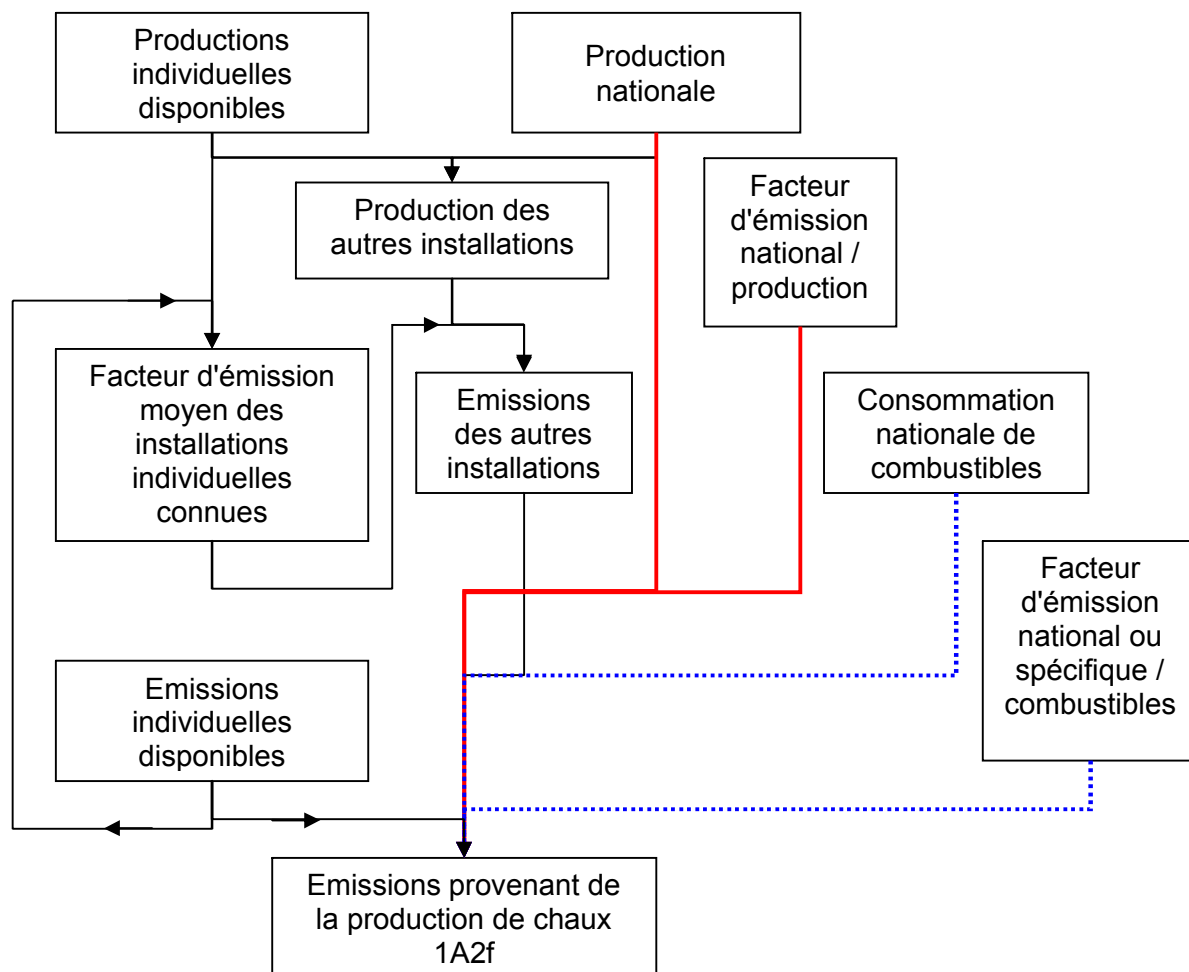 Productions
individuelles
disponibles
Production
nationale
Facteur
d'émission
national /
production
Production des
autres installations
Facteur d'émission
moyen des
installations
individuelles
connues
Emissions
des autres
installations
Consommation
nationale de
combustibles
Facteur
d'émission
national ou
spécifique /
combustibles
Emissions
individuelles
disponibles
Emissions provenant de
la production de chaux
1A2f